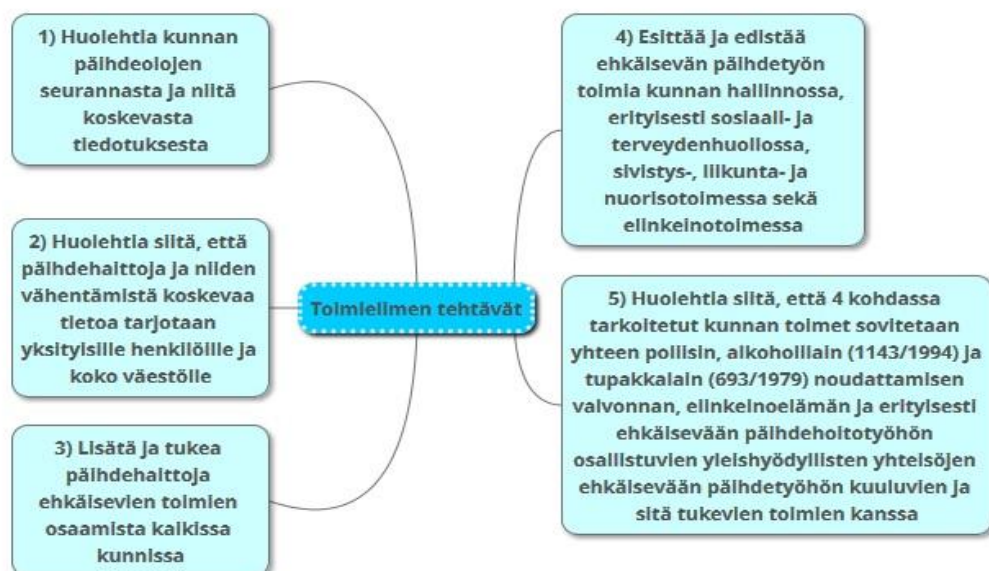 1) Huolehtia kunnan
päihdeolojen
seurannasta ja niitä
koskevasta
tiedotuksesta
2) Huolehtia siitä, että
päihdehaittoja ja niiden
vähentämistä koskevaa
tietoa tarjotaan
yksityisille henkilöille ja
koko väestölle
3) Lisätä ja tukea
päihdehaittoja
ehkäisevien toimien
osaamista kaikissa
kunnissa
Toimielimen tehtävät
4) Esittää ja edistää
ehkäisevän päihdetyön
toimia kunnan hallinnossa,
erityisesti sosiaali- ja
terveydenhuollossa,
sivistys-, liikunta- ja
nuorisotoimessa sekä
elinkeinotoimessa
5) Huolehtia siitä, että 4 kohdassa
tarkoitetut kunnan toimet sovitetaan
yhteen poliisin, alkoholilain (1143/1994) ja
tupakkalain (693/1979) noudattamisen
valvonnan, elinkeinoelämän ja erityisesti
ehkäisevään päihdehoitotyöhön
osallistuvien yleishyödyllisten yhteisöjen
ehkäisevään päihdetyöhön kuuluvien ja
sitä tukevien toimien kanssa